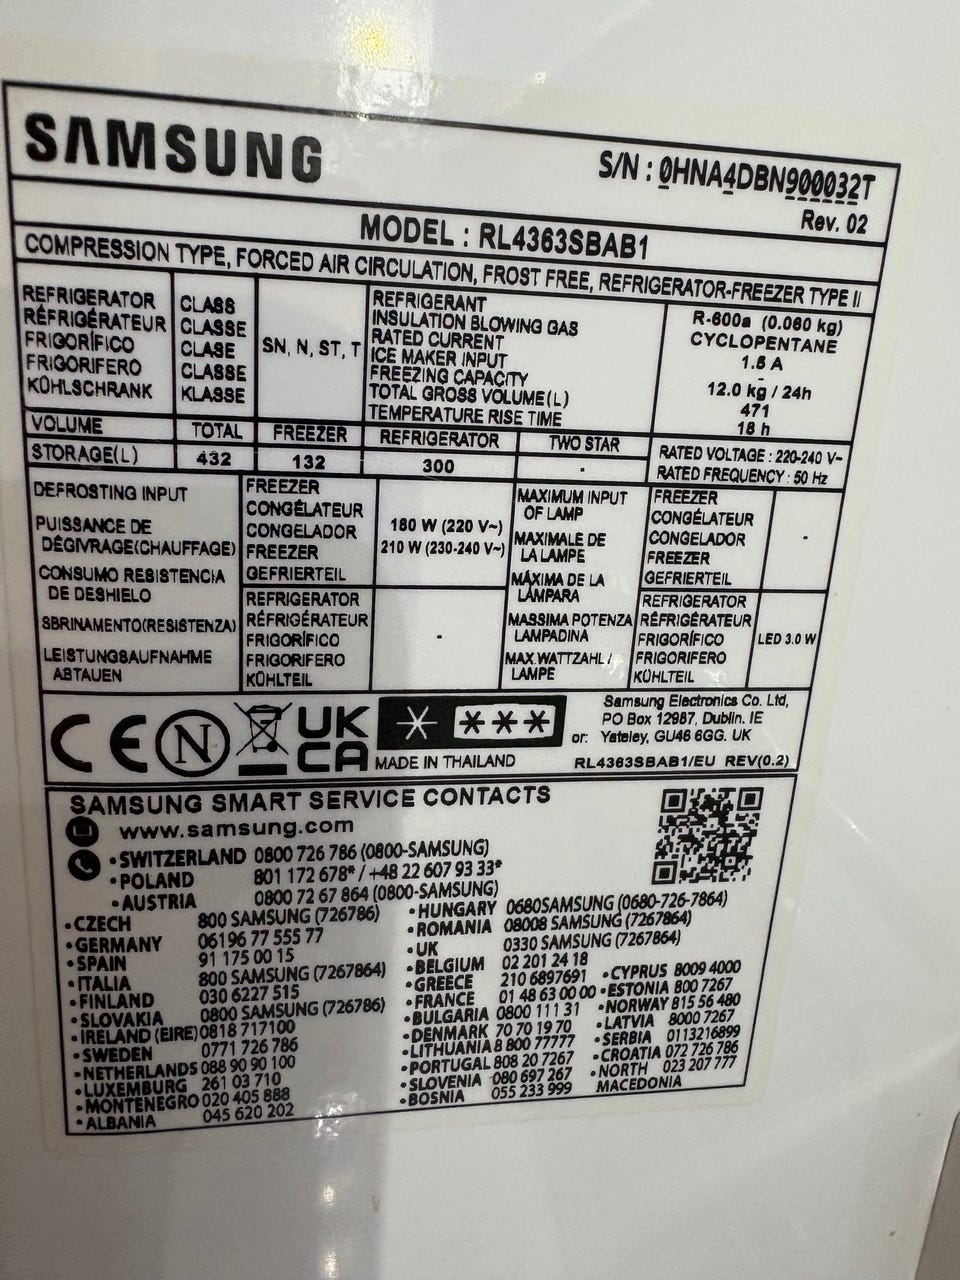 SAMSUNG
S/N : 0HNA4DBN900032T
Rev. 02
MODEL : RL4363SBAB1
COMPRESSION TYPE, FORCED AIR CIRCULATION, FROST FREE, REFRIGERATOR-FREEZER TYPE II
REFRIGERATOR
RÉFRIGÉRATEUR
FRIGORÍFICO
FRIGORIFERO
KÜHLSCHRANK
CLASS
CLASSE
CLASE
CLASSE
KLASSE
SN, N, ST, T
REFRIGERANT
INSULATION BLOWING GAS
RATED CURRENT
ICE MAKER INPUT
FREEZING CAPACITY
TOTAL GROSS VOLUME(L)
TEMPERATURE RISE TIME
R-600a (0.060 kg)
CYCLOPENTANE
1.6 A
-
12.0 kg / 24h
471
18 h
VOLUME TOTAL FREEZER REFRIGERATOR TWO STAR
STORAGE(L) 432 132 300 -
RATED VOLTAGE : 220-240 V~
RATED FREQUENCY : 50 Hz
DEFROSTING INPUT
PUISSANCE DE
DÉGIVRAGE(CHAUFFAGE)
CONSUMO RESISTENCIA
DE DESHIELO
SBRINAMENTO(RESISTENZA)
LEISTUNGSAUFNAHME
ABTAUEN
FREEZER
CONGÉLATEUR
CONGELADOR
FREEZER
GEFRIERTEIL
180 W (220 V~)
210 W (230-240 V~)
REFRIGERATOR
RÉFRIGÉRATEUR
FRIGORÍFICO
FRIGORIFERO
KÜHLTEIL
-
MAXIMUM INPUT
OF LAMP
MAXIMALE DE
LA LAMPE
MÁXIMA DE LA
LÁMPARA
MASSIMA POTENZA
LAMPADINA
MAX.WATTZAHL/
LAMPE
FREEZER
CONGÉLATEUR
CONGELADOR
FREEZER
GEFRIERTEIL
-
REFRIGERATOR
RÉFRIGÉRATEUR
FRIGORÍFICO
FRIGORIFERO
KÜHLTEIL
LED 3.0 W
CE N UK
CA
MADE IN THAILAND
Samsung Electronics Co. Ltd,
PO Box 12987, Dublin. IE
or: Yateley, GU46 6GG. UK
RL4363SBAB1/EU REV(0.2)
SAMSUNG SMART SERVICE CONTACTS
www.samsung.com
• SWITZERLAND 0800 726 786 (0800-SAMSUNG)
• POLAND 801 172 678* / +48 22 607 93 33*
• AUSTRIA 0800 72 67 864 (0800-SAMSUNG)
• CZECH 800 SAMSUNG (726786)
• GERMANY 06196 77 555 77
• SPAIN 91 175 00 15
• ITALIA 800 SAMSUNG (7267864)
• FINLAND 030 6227 515
• SLOVAKIA 0800 SAMSUNG (726786)
• IRELAND (EIRE) 0818 717100
• SWEDEN 0771 726 786
• NETHERLANDS 088 90 90 100
• LUXEMBURG 261 03 710
• MONTENEGRO 020 405 888
• ALBANIA 045 620 202
• HUNGARY 0680SAMSUNG (0680-726-7864)
• ROMANIA 08008 SAMSUNG (7267864)
• UK 0330 SAMSUNG (7267864)
• BELGIUM 02 201 24 18
• GREECE 210 6897691
• FRANCE 01 48 63 00 00
• BULGARIA 0800 111 31
• DENMARK 70 70 19 70
• LITHUANIA 8 800 77777
• PORTUGAL 808 20 7267
• SLOVENIA 080 697 267
• BOSNIA 055 233 999
• CYPRUS 8009 4000
• ESTONIA 800 7267
• NORWAY 815 56 480
• LATVIA 8000 7267
• SERBIA 0113216899
• CROATIA 072 726 786
• NORTH 023 207 777
MACEDONIA